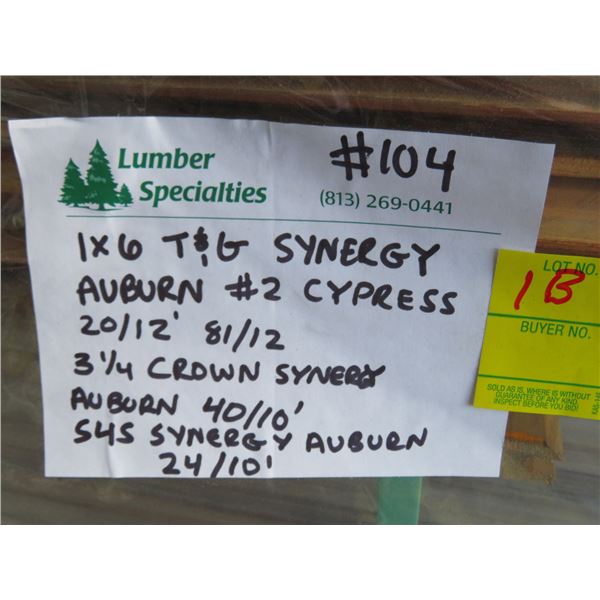 Lumber
Specialties
#104
(813) 269-0441
1X6 T&G SYNERGY
AUBURN #2 CYPRESS
20/12' 81/12
3 1/4 CROWN SYNERGY
AUBURN 40/10'
S4S SYNERGY AUBURN
24/10'
LOT NO.
1B
BUYER NO.
SOLD AS IS, WHERE IS WITHOUT
GUARANTEE OF ANY KIND.
INSPECT BEFORE YOU BID!